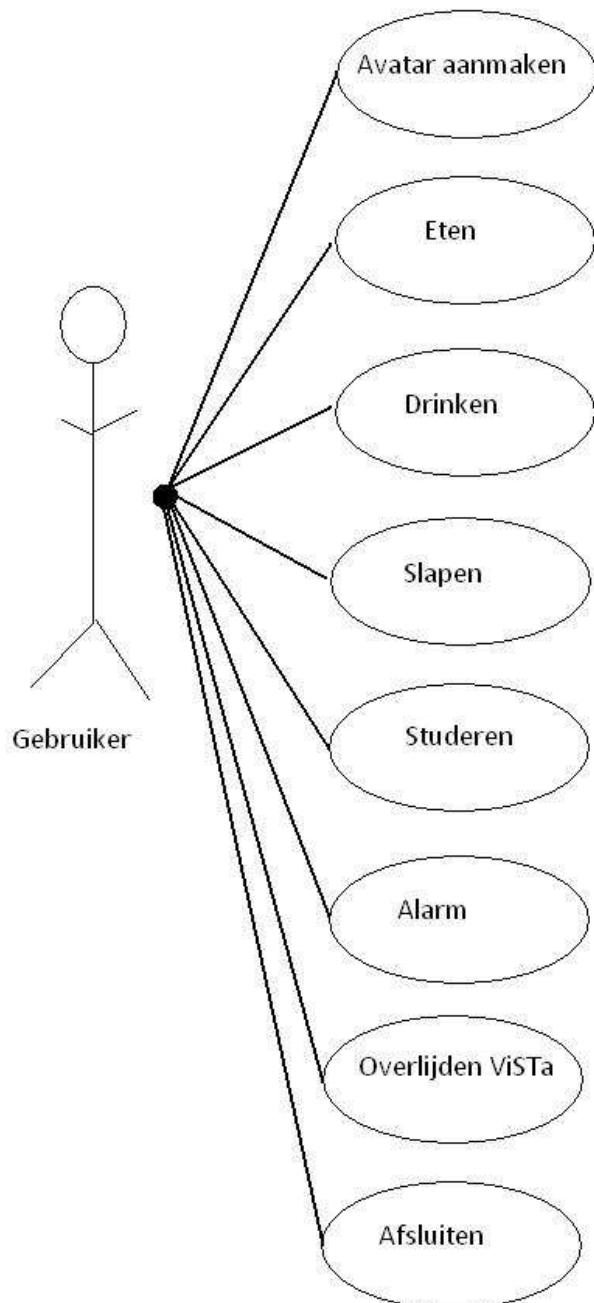 Avatar aanmaken
Eten
Drinken
Slapen
Gebruiker
Studeren
Alarm
Overlijden ViSTa
Afsluiten